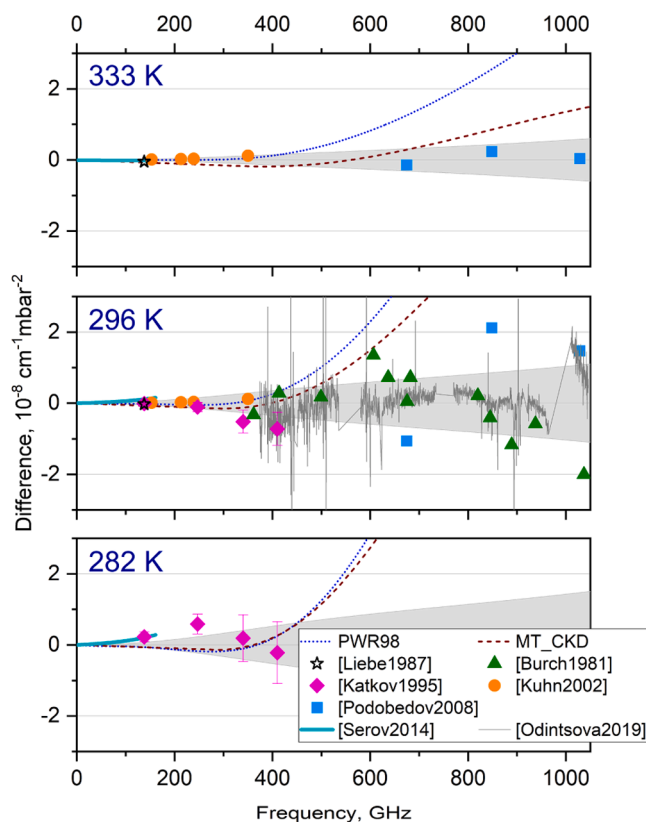 0 200 400 600 800 1000
333 K
2
0
-2
296 K
2
0
-2
282 K
2
0
-2
Difference, 10⁻⁸ cm⁻¹mbar⁻²
PWR98 MT_CKD
[Liebe1987] [Burch1981]
[Katkov1995] [Kuhn2002]
[Podobedov2008]
[Serov2014] [Odintsova2019]
0 200 400 600 800 1000
Frequency, GHz